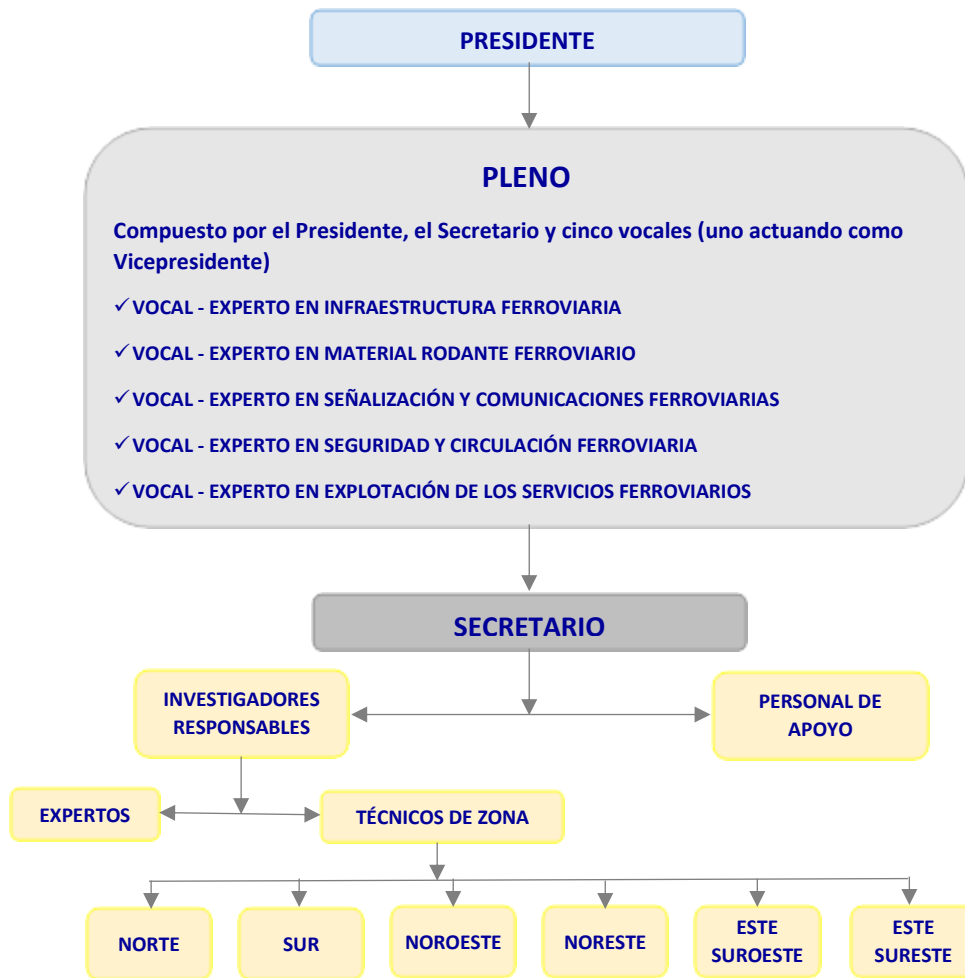 PRESIDENTE
PLENO
Compuesto por el Presidente, el Secretario y cinco vocales (uno actuando como
Vicepresidente)
✓ VOCAL - EXPERTO EN INFRAESTRUCTURA FERROVIARIA
✓ VOCAL - EXPERTO EN MATERIAL RODANTE FERROVIARIO
✓ VOCAL - EXPERTO EN SEÑALIZACIÓN Y COMUNICACIONES FERROVIARIAS
✓ VOCAL - EXPERTO EN SEGURIDAD Y CIRCULACIÓN FERROVIARIA
✓ VOCAL - EXPERTO EN EXPLOTACIÓN DE LOS SERVICIOS FERROVIARIOS
SECRETARIO
INVESTIGADORES
RESPONSABLES
PERSONAL DE
APOYO
EXPERTOS
TÉCNICOS DE ZONA
NORTE
SUR
NOROESTE
NORESTE
ESTE
SUROESTE
ESTE
SURESTE